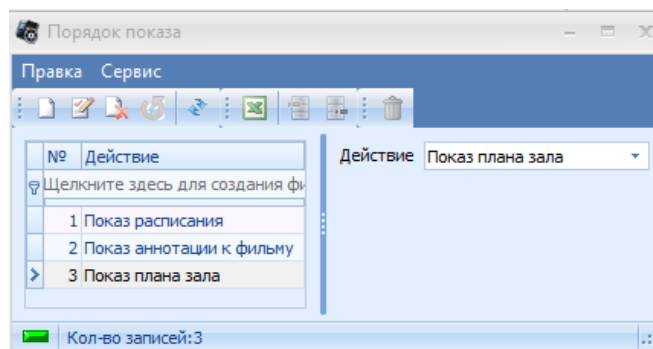 Порядок показа
Правка Сервис
№ Действие
Щелкните здесь для создания фи
1 Показ расписания
2 Показ аннотации к фильму
3 Показ плана зала
Действие Показ плана зала
Кол-во записей:3